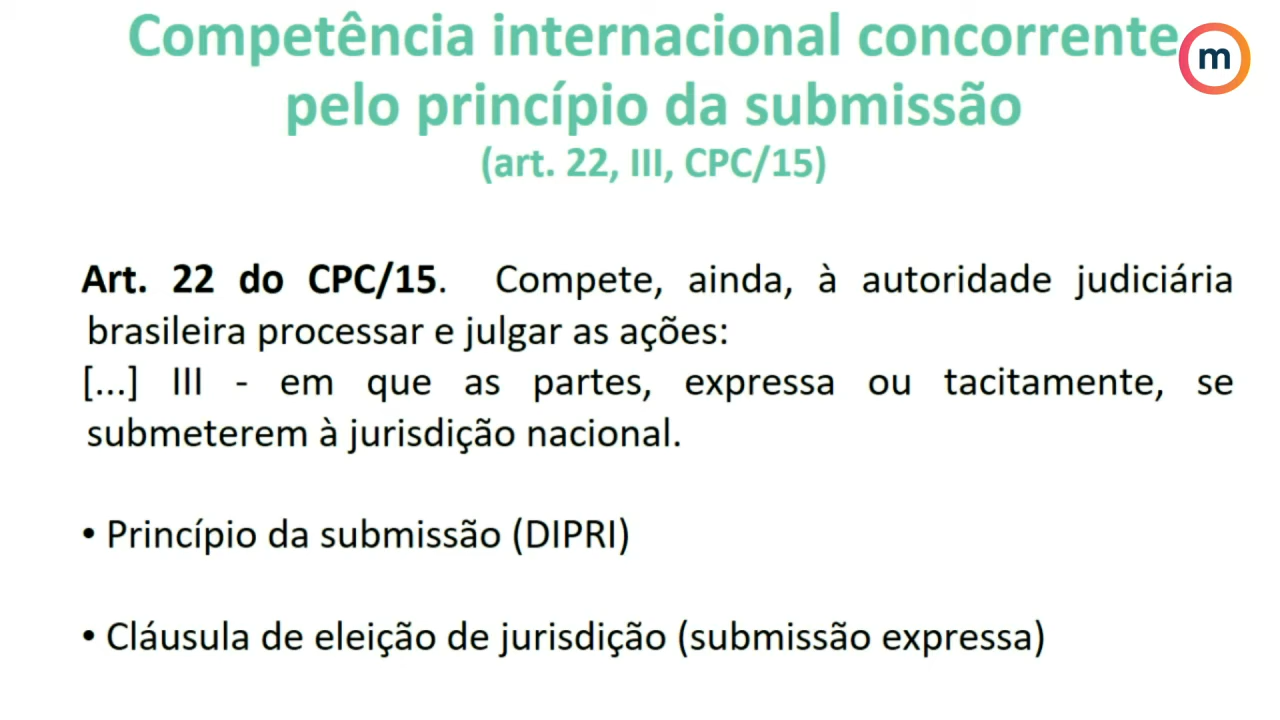 Competência internacional concorrente
m
pelo princípio da submissão
(art. 22, III, CPC/15)
Art. 22 do CPC/15. Compete, ainda, à autoridade judiciária
brasileira processar e julgar as ações:
[...] III - em que as partes, expressa ou tacitamente, se
submeterem à jurisdição nacional.
• Princípio da submissão (DIPRI)
• Cláusula de eleição de jurisdição (submissão expressa)